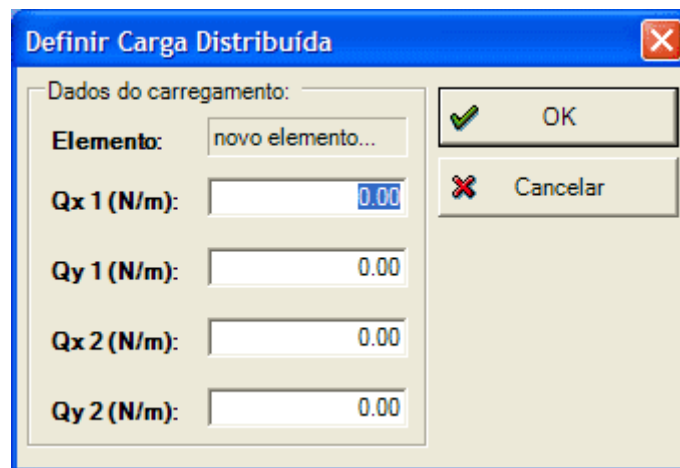 Definir Carga Distribuída
Dados do carregamento:
Elemento: novo elemento...
Qx 1 (N/m): 0.00
Qy 1 (N/m): 0.00
Qx 2 (N/m): 0.00
Qy 2 (N/m): 0.00
OK
Cancelar